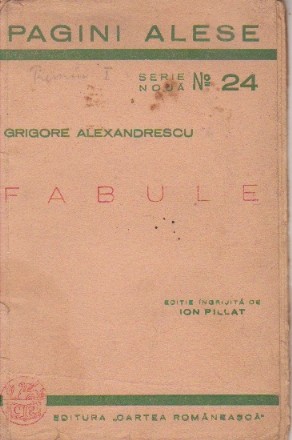 PAGINI ALESE
SERIE
NOUĂ No 24
GRIGORE ALEXANDRESCU
FABULE
EDIȚIE ÎNGRIJITĂ DE
ION PILLAT
EDITURA „CARTEA ROMÂNEASCĂ"